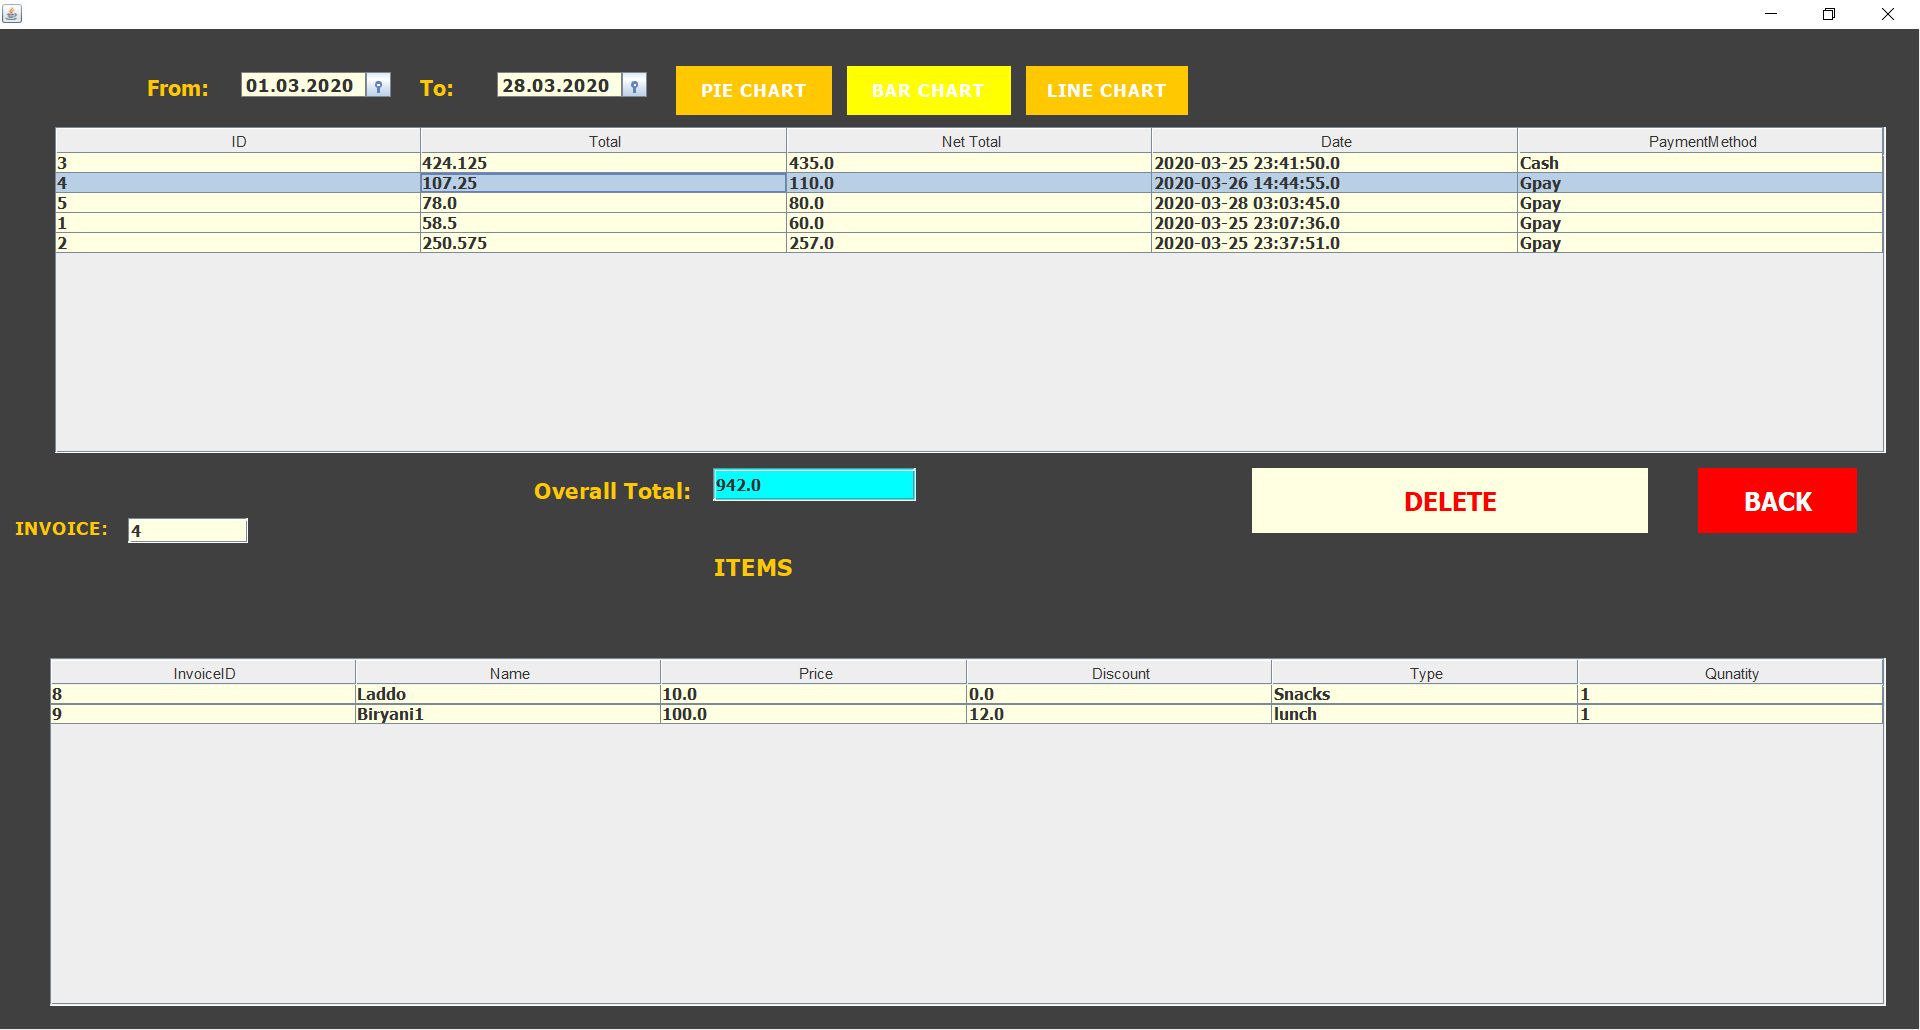 From: 01.03.2020 To: 28.03.2020 PIE CHART BAR CHART LINE CHART
ID Total Net Total Date PaymentMethod
3 424.125 435.0 2020-03-25 23:41:50.0 Cash
4 107.25 110.0 2020-03-26 14:44:55.0 Gpay
5 78.0 80.0 2020-03-28 03:03:45.0 Gpay
1 58.5 60.0 2020-03-25 23:07:36.0 Gpay
2 250.575 257.0 2020-03-25 23:37:51.0 Gpay
Overall Total: 942.0 DELETE BACK
INVOICE: 4
ITEMS
InvoiceID Name Price Discount Type Qunatity
8 Laddo 10.0 0.0 Snacks 1
9 Biryani1 100.0 12.0 lunch 1